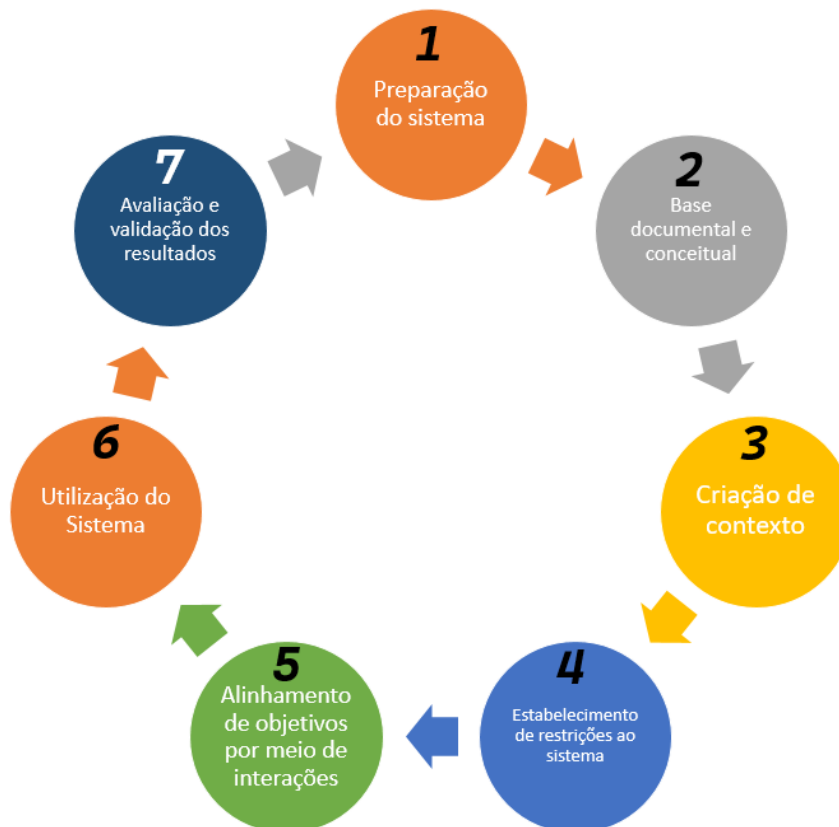 1
Preparação
do sistema
2
Base
documental e
conceitual
3
Criação de
contexto
4
Estabelecimento
de restrições ao
sistema
5
Alinhamento
de objetivos
por meio de
interações
6
Utilização do
Sistema
7
Avaliação e
validação dos
resultados